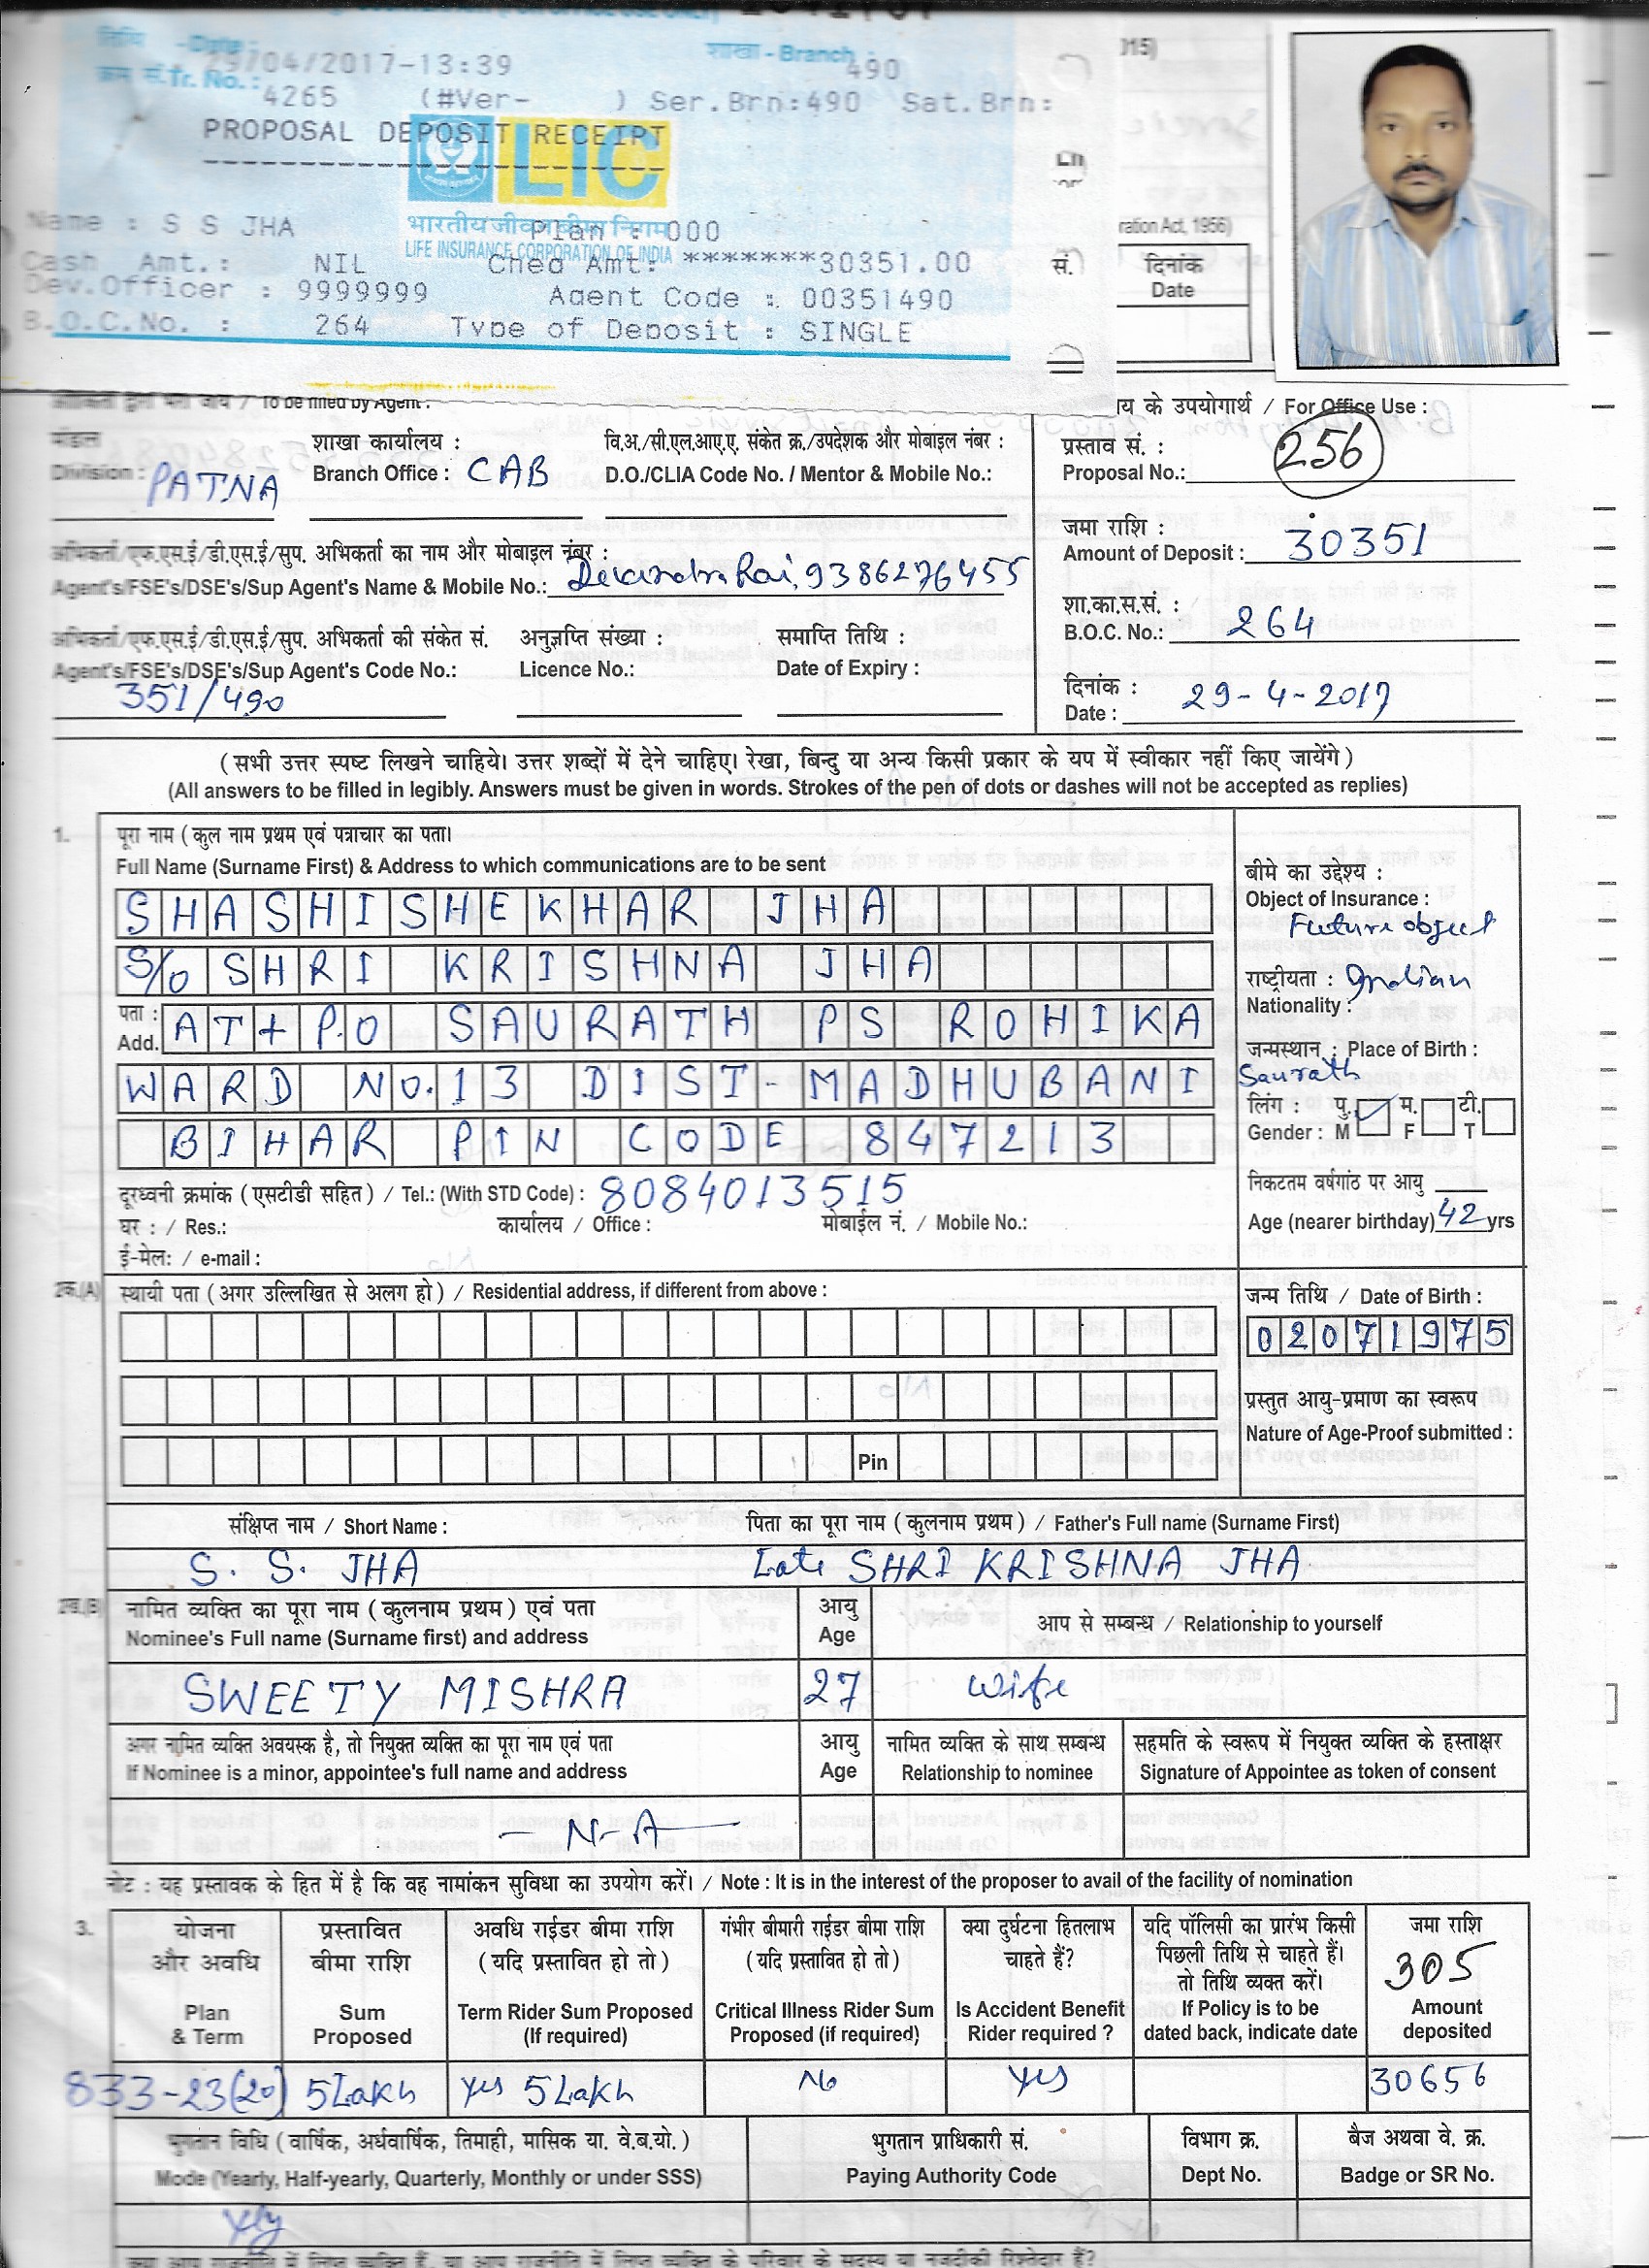 तिथि - Date : 29/04/2017-13:39 शाखा - Branch 490
क्रम सं.Tr. No. : 4265 (#Ver- ) Ser.Brn:490 Sat.Brn:
PROPOSAL DEPOSIT RECEIPT
LIC
भारतीय जीवन बीमा निगम
LIFE INSURANCE CORPORATION OF INDIA
Name : S S JHA Plan : 000
Cash Amt.: NIL Cheq Amt: *******30351.00
Dev.Officer : 9999999 Agent Code : 00351490
B.O.C.No. : 264 Type of Deposit : SINGLE
015)
ration Act, 1956)
सं. दिनांक
Date
अभिकर्ता द्वारा भरा जाय / To be filled by Agent :
य के उपयोगार्थ / For Office Use :
मंडल शाखा कार्यालय : वि.अ./सी.एल.आए.ए. संकेत क्र./उपदेशक और मोबाइल नंबर :
Division : PATNA Branch Office : CAB D.O./CLIA Code No. / Mentor & Mobile No.:
प्रस्ताव सं. :
Proposal No.: 256
जमा राशि :
Amount of Deposit : 30351
अभिकर्ता/एफ.एस.ई/डी.एस.ई/सुप. अभिकर्ता का नाम और मोबाइल नंबर :
Agent's/FSE's/DSE's/Sup Agent's Name & Mobile No.: Devendra Rai, 9386276455
शा.का.स.सं. :
B.O.C. No.: 264
अभिकर्ता/एफ.एस.ई/डी.एस.ई/सुप. अभिकर्ता की संकेत सं. अनुज्ञप्ति संख्या : समाप्ति तिथि :
Agent's/FSE's/DSE's/Sup Agent's Code No.: Licence No.: Date of Expiry :
351/490
दिनांक :
Date : 29-4-2017
(सभी उत्तर स्पष्ट लिखने चाहिये। उत्तर शब्दों में देने चाहिए। रेखा, बिन्दु या अन्य किसी प्रकार के यप में स्वीकार नहीं किए जायेंगे)
(All answers to be filled in legibly. Answers must be given in words. Strokes of the pen of dots or dashes will not be accepted as replies)
1. पूरा नाम (कुल नाम प्रथम एवं पत्राचार का पता।
Full Name (Surname First) & Address to which communications are to be sent
SHASHI SHEKHAR JHA
S/O SHRI KRISHNA JHA
पता :
Add. AT + P.O SAURATH PS ROHIKA
WARD NO. 13 DIST - MADHUBANI
BIHAR PIN CODE 847213
दूरध्वनी क्रमांक (एसटीडी सहित) / Tel.: (With STD Code) : 8084013515
घर : / Res.: कार्यालय / Office : मोबाईल नं. / Mobile No.:
ई-मेल: / e-mail :
बीमे का उद्देश्य :
Object of Insurance :
Future object
राष्ट्रीयता : Indian
Nationality :
जन्मस्थान : Place of Birth :
Saurath
लिंग : पु. म. टी.
Gender : M ✓ F T
निकटतम वर्षगांठ पर आयु
Age (nearer birthday) 42 yrs
2क.(A) स्थायी पता (अगर उल्लिखित से अलग हो) / Residential address, if different from above :
Pin
जन्म तिथि / Date of Birth :
02071975
प्रस्तुत आयु-प्रमाण का स्वरूप
Nature of Age-Proof submitted :
संक्षिप्त नाम / Short Name : पिता का पूरा नाम (कुलनाम प्रथम) / Father's Full name (Surname First)
S. S. JHA Late SHRI KRISHNA JHA
2ख.(B) नामित व्यक्ति का पूरा नाम (कुलनाम प्रथम) एवं पता आयु आप से सम्बन्ध / Relationship to yourself
Nominee's Full name (Surname first) and address Age
SWEETY MISHRA 27 wife
अगर नामित व्यक्ति अवयस्क है, तो नियुक्त व्यक्ति का पूरा नाम एवं पता आयु नामित व्यक्ति के साथ सम्बन्ध सहमति के स्वरूप में नियुक्त व्यक्ति के हस्ताक्षर
If Nominee is a minor, appointee's full name and address Age Relationship to nominee Signature of Appointee as token of consent
- N-A -
नोट : यह प्रस्तावक के हित में है कि वह नामांकन सुविधा का उपयोग करें। / Note : It is in the interest of the proposer to avail of the facility of nomination
3. योजना और अवधि Plan & Term
प्रस्तावित बीमा राशि Sum Proposed
अवधि राईडर बीमा राशि (यदि प्रस्तावित हो तो) Term Rider Sum Proposed (If required)
गंभीर बीमारी राईडर बीमा राशि (यदि प्रस्तावित हो तो) Critical Illness Rider Sum Proposed (if required)
क्या दुर्घटना हितलाभ चाहते हैं? Is Accident Benefit Rider required ?
यदि पॉलिसी का प्रारंभ किसी पिछली तिथि से चाहते हैं। तो तिथि व्यक्त करें। If Policy is to be dated back, indicate date
जमा राशि 305 Amount deposited
833-23(20) 5 Lakh yes 5 Lakh No yes 30656
भुगतान विधि (वार्षिक, अर्धवार्षिक, तिमाही, मासिक या. वे.ब.यो.) भुगतान प्राधिकारी सं. विभाग क्र. बैज अथवा वे. क्र.
Mode (Yearly, Half-yearly, Quarterly, Monthly or under SSS) Paying Authority Code Dept No. Badge or SR No.
Yly
क्या आप राजनीति में लिप्त व्यक्ति हैं, या आप राजनीति में लिप्त व्यक्ति के परिवार के सदस्य या नजदीकी रिश्तेदार हैं?